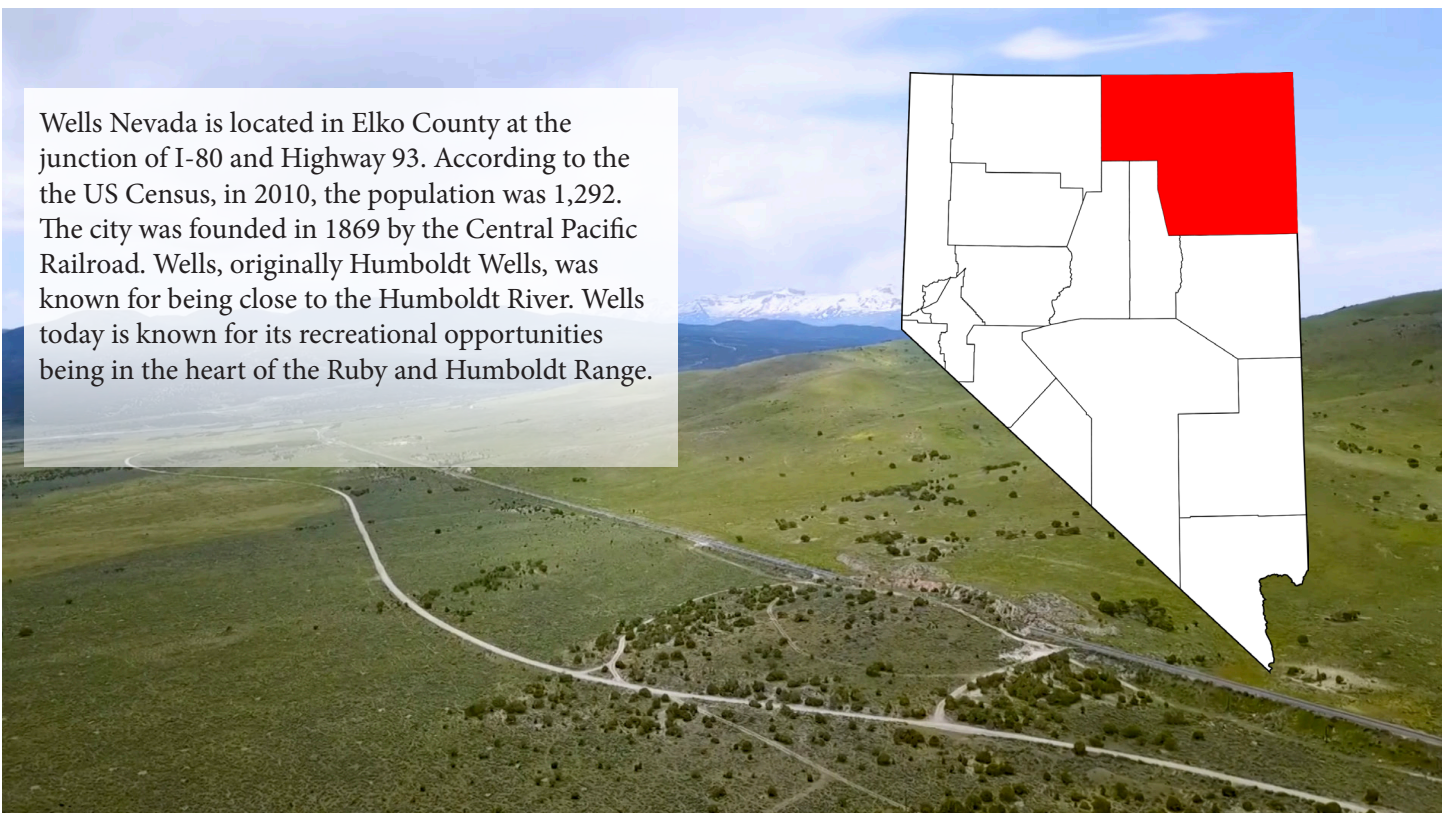 Wells Nevada is located in Elko County at the
junction of I-80 and Highway 93. According to the
the US Census, in 2010, the population was 1,292.
The city was founded in 1869 by the Central Pacific
Railroad. Wells, originally Humboldt Wells, was
known for being close to the Humboldt River. Wells
today is known for its recreational opportunities
being in the heart of the Ruby and Humboldt Range.